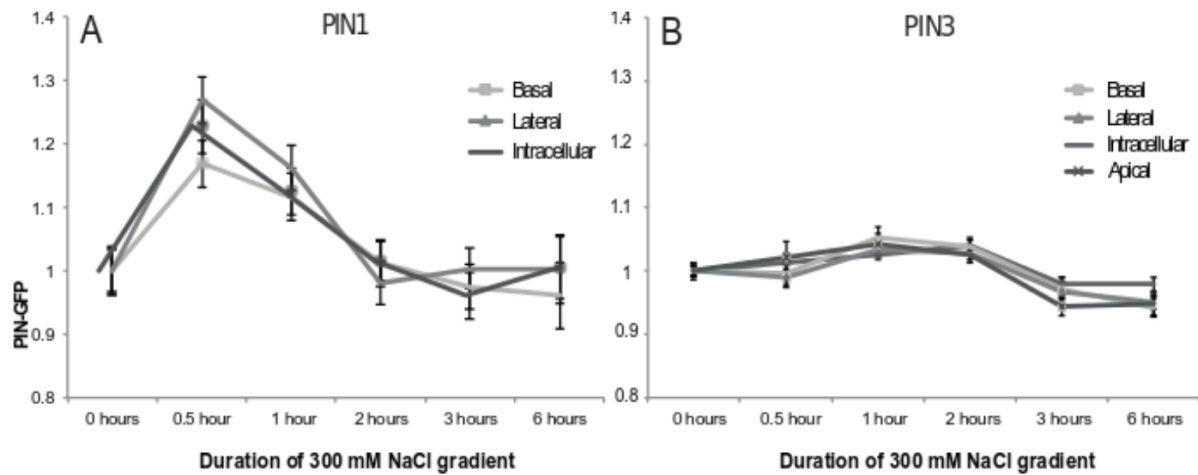 A
PIN1
B
PIN3
PIN-GFP
1.4
1.3
1.2
1.1
1
0.9
0.8
Basal
Lateral
Intracellular
0 hours
0.5 hour
1 hour
2 hours
3 hours
6 hours
Duration of 300 mM NaCl gradient
1.4
1.3
1.2
1.1
1
0.9
0.8
Basal
Lateral
Intracellular
Apical
0 hours
0.5 hour
1 hour
2 hours
3 hours
6 hours
Duration of 300 mM NaCl gradient